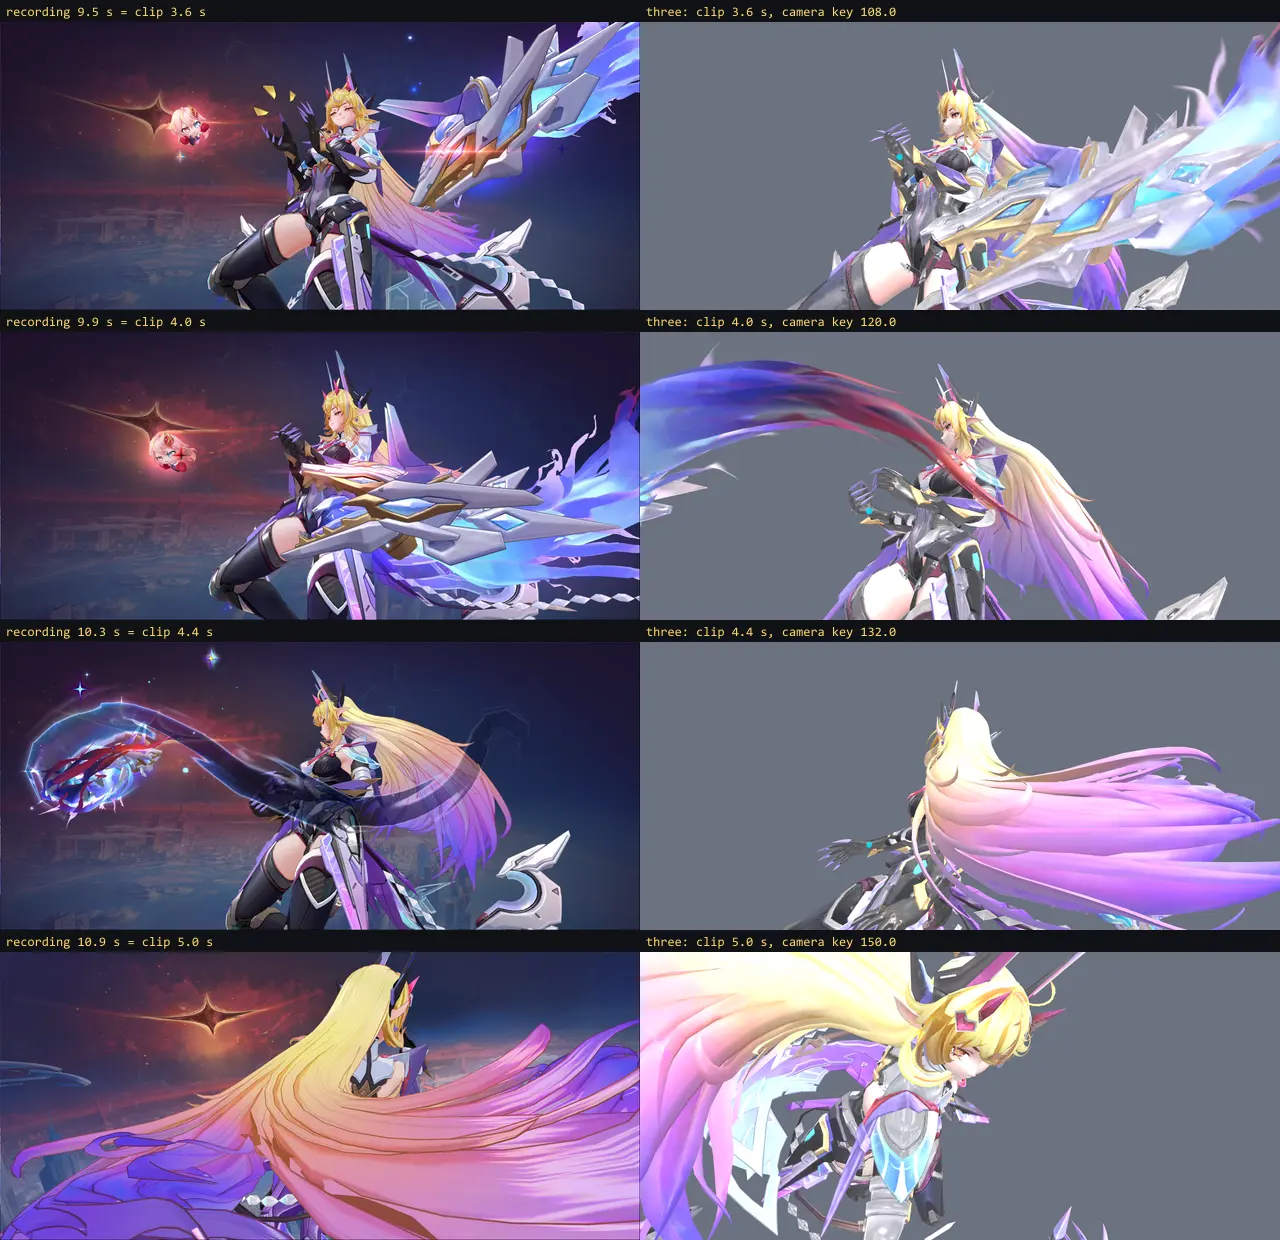 recording 9.5 s = clip 3.6 s
three: clip 3.6 s, camera key 108.0
recording 9.9 s = clip 4.0 s
three: clip 4.0 s, camera key 120.0
recording 10.3 s = clip 4.4 s
three: clip 4.4 s, camera key 132.0
recording 10.9 s = clip 5.0 s
three: clip 5.0 s, camera key 150.0